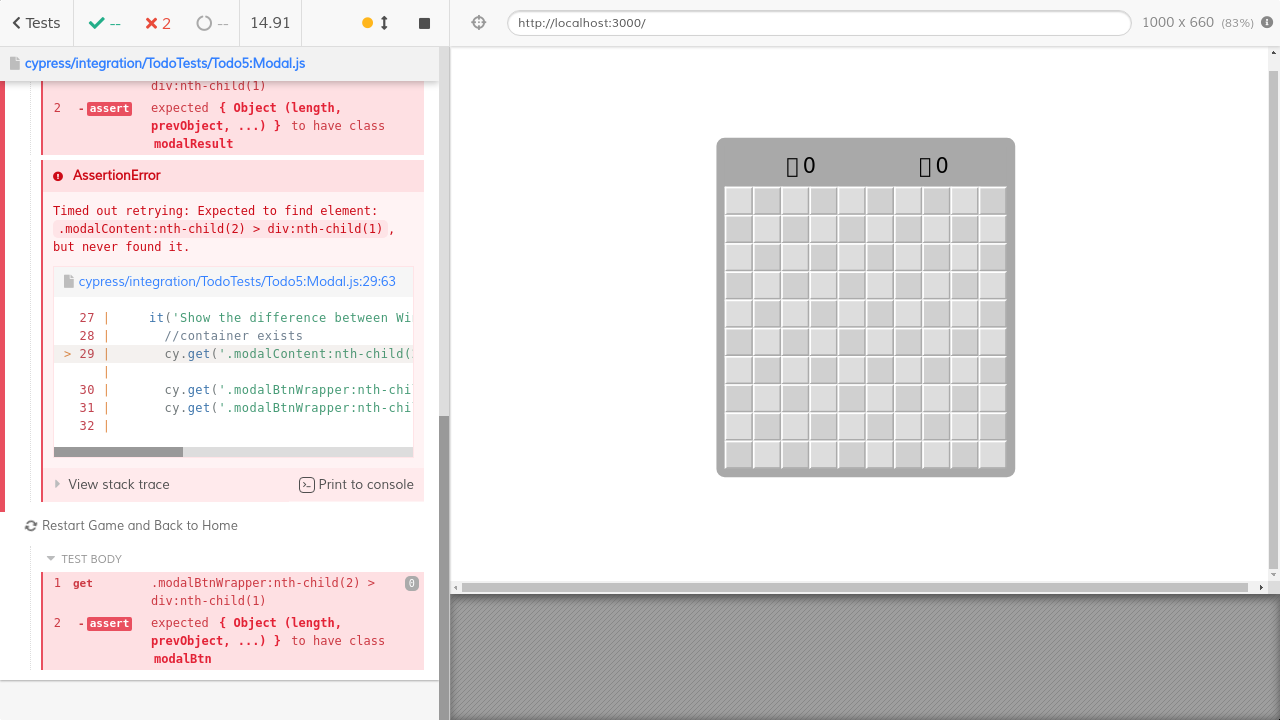 Tests
--
2
--
14.91
http://localhost:3000/
1000 x 660 (83%)
cypress/integration/TodoTests/Todo5:Modal.js
div:nth-child(1)
2 -assert expected { Object (length,
prevObject, ...) } to have class
modalResult
AssertionError
Timed out retrying: Expected to find element:
.modalContent:nth-child(2) > div:nth-child(1),
but never found it.
cypress/integration/TodoTests/Todo5:Modal.js:29:63
27 | it('Show the difference between Wi
28 | //container exists
> 29 | cy.get('.modalContent:nth-child(
|
30 | cy.get('.modalBtnWrapper:nth-chi
31 | cy.get('.modalBtnWrapper:nth-chi
32 |
View stack trace
Print to console
Restart Game and Back to Home
TEST BODY
1 get .modalBtnWrapper:nth-child(2) > 0
div:nth-child(1)
2 -assert expected { Object (length,
prevObject, ...) } to have class
modalBtn
0
0